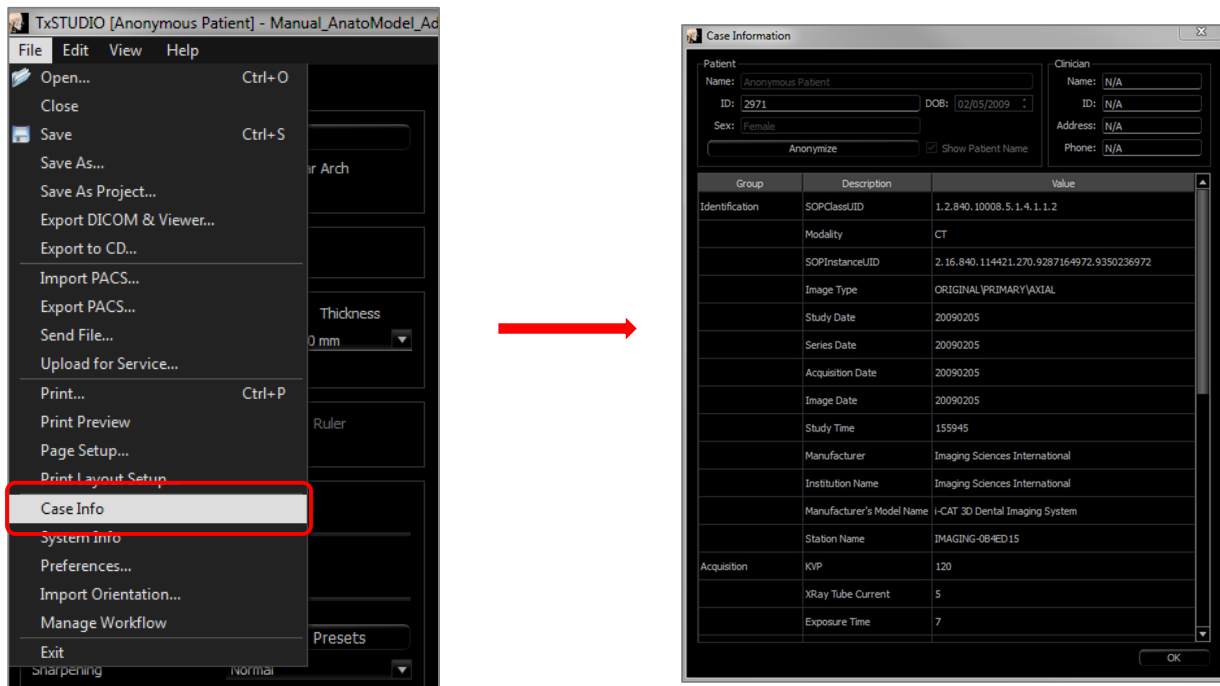 TxSTUDIO [Anonymous Patient] - Manual_AnatoModel_Ad
File Edit View Help
Open... Ctrl+O
Close
Save Ctrl+S
Save As...
ar Arch
Save As Project...
Export DICOM & Viewer...
Export to CD...
Import PACS...
Export PACS...
Thickness
Send File...
0 mm
Upload for Service...
Print... Ctrl+P
Print Preview
Ruler
Page Setup...
Print Layout Setup...
Case Info
System Info
Preferences...
Import Orientation...
Manage Workflow
Presets
Exit
Sharpening Normal
Case Information
Patient
Name: Anonymous Patient
ID: 2971 DOB: 02/05/2009
Sex: Female
Anonymize Show Patient Name
Clinician
Name: N/A
ID: N/A
Address: N/A
Phone: N/A
Group Description Value
Identification SOPClassUID 1.2.840.10008.5.1.4.1.1.2
Modality CT
SOPInstanceUID 2.16.840.114421.270.9287164972.9350236972
Image Type ORIGINAL\PRIMARY\AXIAL
Study Date 20090205
Series Date 20090205
Acquisition Date 20090205
Image Date 20090205
Study Time 155945
Manufacturer Imaging Sciences International
Institution Name Imaging Sciences International
Manufacturer's Model Name i-CAT 3D Dental Imaging System
Station Name IMAGING-0B4ED15
Acquisition KVP 120
XRay Tube Current 5
Exposure Time 7
OK